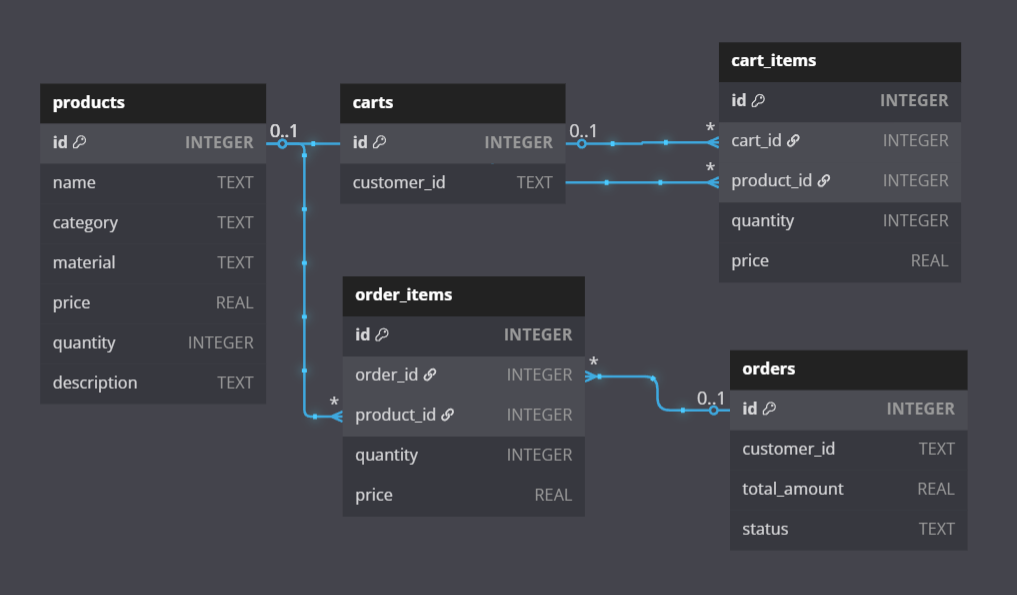 products
id INTEGER
name TEXT
category TEXT
material TEXT
price REAL
quantity INTEGER
description TEXT
0..1
carts
id INTEGER
customer_id TEXT
0..1
*
*
cart_items
id INTEGER
cart_id INTEGER
product_id INTEGER
quantity INTEGER
price REAL
*
order_items
id INTEGER
order_id INTEGER
product_id INTEGER
quantity INTEGER
price REAL
*
0..1
orders
id INTEGER
customer_id TEXT
total_amount REAL
status TEXT